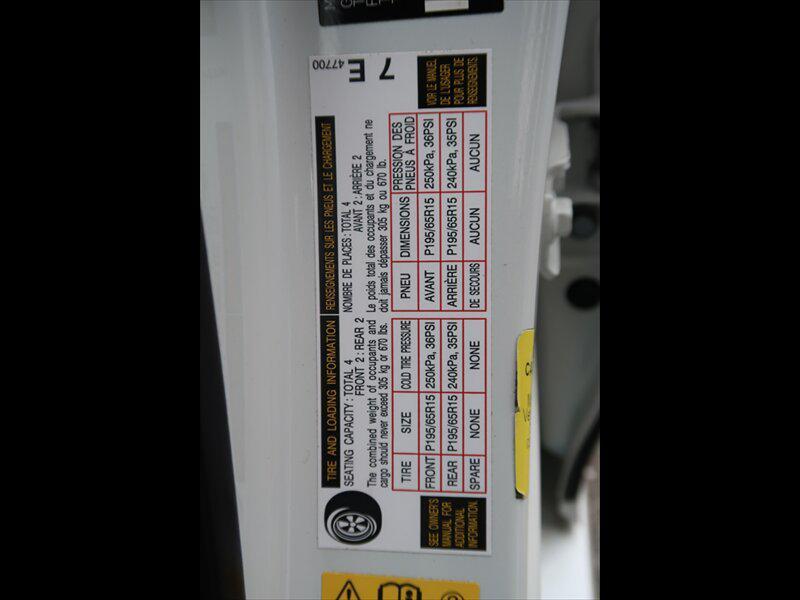 TIRE AND LOADING INFORMATION
SEATING CAPACITY : TOTAL 4
FRONT 2 : REAR 2
The combined weight of occupants and
cargo should never exceed 305 kg or 670 lbs.
TIRE SIZE COLD TIRE PRESSURE
FRONT P195/65R15 250kPa, 36PSI
REAR P195/65R15 240kPa, 35PSI
SPARE NONE NONE
SEE OWNER'S
MANUAL FOR
ADDITIONAL
INFORMATION
RENSEIGNEMENTS SUR LES PNEUS ET LE CHARGEMENT
NOMBRE DE PLACES : TOTAL 4
AVANT 2 : ARRIÈRE 2
Le poids total des occupants et du chargement ne
doit jamais dépasser 305 kg ou 670 lb.
PNEU DIMENSIONS PRESSION DES
PNEUS À FROID
AVANT P195/65R15 250kPa, 36PSI
ARRIÈRE P195/65R15 240kPa, 35PSI
DE SECOURS AUCUN AUCUN
VOIR LE MANUEL
DE L'USAGER
POUR PLUS DE
RENSEIGNEMENTS
7 E 47700